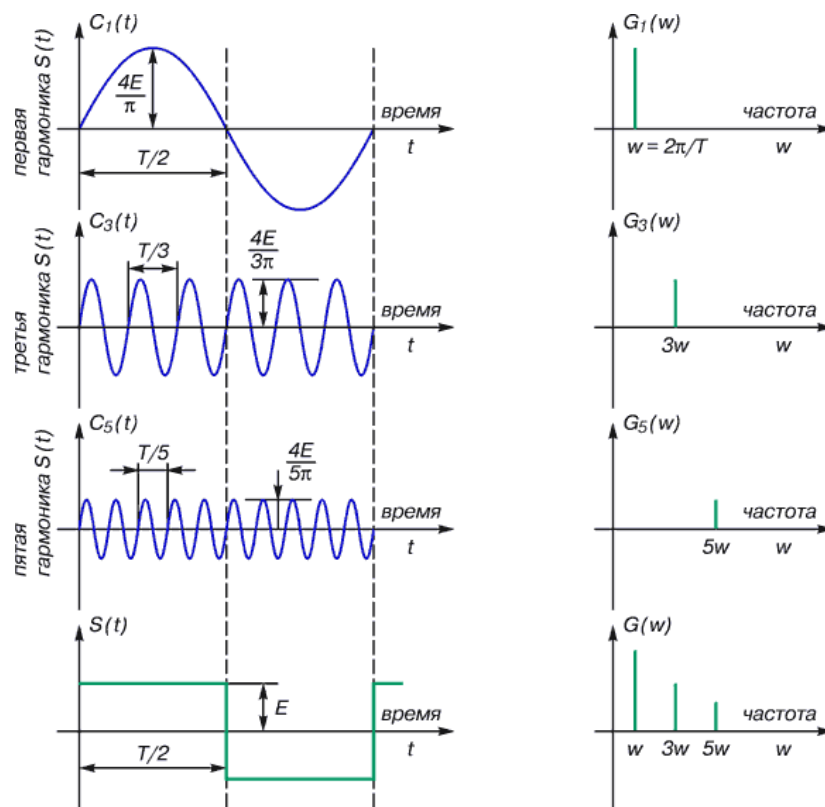 C₁(t)
4E
π
время
t
T/2
первая
гармоника S(t)
G₁(w)
частота
w = 2π/T
w
C₃(t)
T/3
4E
3π
время
t
третья
гармоника S(t)
G₃(w)
частота
3w
w
C₅(t)
T/5
4E
5π
время
t
пятая
гармоника S(t)
G₅(w)
частота
5w
w
S(t)
E
время
t
T/2
G(w)
частота
w 3w 5w
w